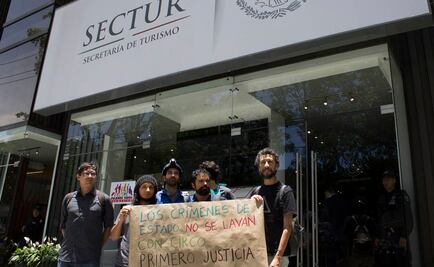 SECTUR
SECRETARÍA DE TURISMO
LOS CRÍMENES DE
ESTADO NO SE LAVAN
CON CIRCO
PRIMERO JUSTICIA